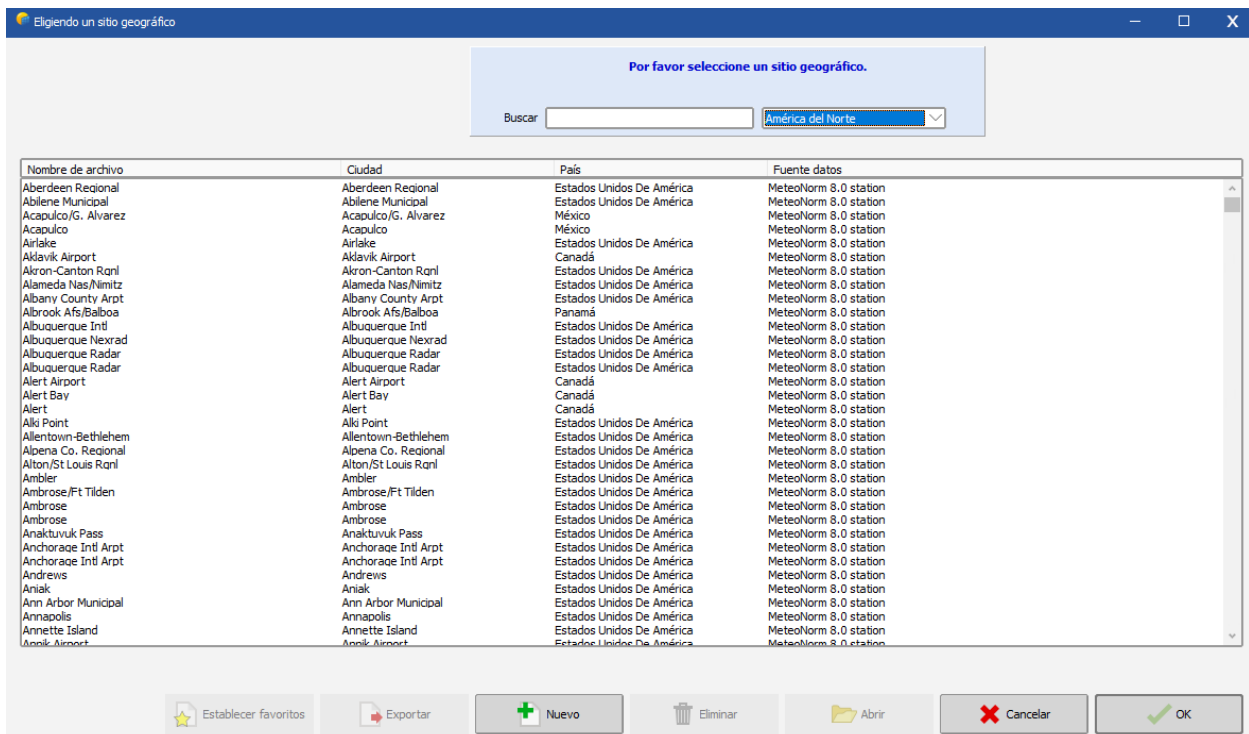 Eligiendo un sitio geográfico
Por favor seleccione un sitio geográfico.
Buscar América del Norte
Nombre de archivo Ciudad País Fuente datos
Aberdeen Regional Aberdeen Regional Estados Unidos De América MeteoNorm 8.0 station
Abilene Municipal Abilene Municipal Estados Unidos De América MeteoNorm 8.0 station
Acapulco/G. Alvarez Acapulco/G. Alvarez México MeteoNorm 8.0 station
Acapulco Acapulco México MeteoNorm 8.0 station
Airlake Airlake Estados Unidos De América MeteoNorm 8.0 station
Aklavik Airport Aklavik Airport Canadá MeteoNorm 8.0 station
Akron-Canton Rgnl Akron-Canton Rgnl Estados Unidos De América MeteoNorm 8.0 station
Alameda Nas/Nimitz Alameda Nas/Nimitz Estados Unidos De América MeteoNorm 8.0 station
Albany County Arpt Albany County Arpt Estados Unidos De América MeteoNorm 8.0 station
Albrook Afs/Balboa Albrook Afs/Balboa Panamá MeteoNorm 8.0 station
Albuquerque Intl Albuquerque Intl Estados Unidos De América MeteoNorm 8.0 station
Albuquerque Nexrad Albuquerque Nexrad Estados Unidos De América MeteoNorm 8.0 station
Albuquerque Radar Albuquerque Radar Estados Unidos De América MeteoNorm 8.0 station
Albuquerque Radar Albuquerque Radar Estados Unidos De América MeteoNorm 8.0 station
Alert Airport Alert Airport Canadá MeteoNorm 8.0 station
Alert Bay Alert Bay Canadá MeteoNorm 8.0 station
Alert Alert Canadá MeteoNorm 8.0 station
Alki Point Alki Point Estados Unidos De América MeteoNorm 8.0 station
Allentown-Bethlehem Allentown-Bethlehem Estados Unidos De América MeteoNorm 8.0 station
Alpena Co. Regional Alpena Co. Regional Estados Unidos De América MeteoNorm 8.0 station
Alton/St Louis Rgnl Alton/St Louis Rgnl Estados Unidos De América MeteoNorm 8.0 station
Ambler Ambler Estados Unidos De América MeteoNorm 8.0 station
Ambrose/Ft Tilden Ambrose/Ft Tilden Estados Unidos De América MeteoNorm 8.0 station
Ambrose Ambrose Estados Unidos De América MeteoNorm 8.0 station
Ambrose Ambrose Estados Unidos De América MeteoNorm 8.0 station
Anaktuvuk Pass Anaktuvuk Pass Estados Unidos De América MeteoNorm 8.0 station
Anchorage Intl Arpt Anchorage Intl Arpt Estados Unidos De América MeteoNorm 8.0 station
Anchorage Intl Arpt Anchorage Intl Arpt Estados Unidos De América MeteoNorm 8.0 station
Andrews Andrews Estados Unidos De América MeteoNorm 8.0 station
Aniak Aniak Estados Unidos De América MeteoNorm 8.0 station
Ann Arbor Municipal Ann Arbor Municipal Estados Unidos De América MeteoNorm 8.0 station
Annapolis Annapolis Estados Unidos De América MeteoNorm 8.0 station
Annette Island Annette Island Estados Unidos De América MeteoNorm 8.0 station
Airport Airport Estados Unidos De América MeteoNorm 8.0 station
Establecer favoritos Exportar Nuevo Eliminar Abrir Cancelar OK